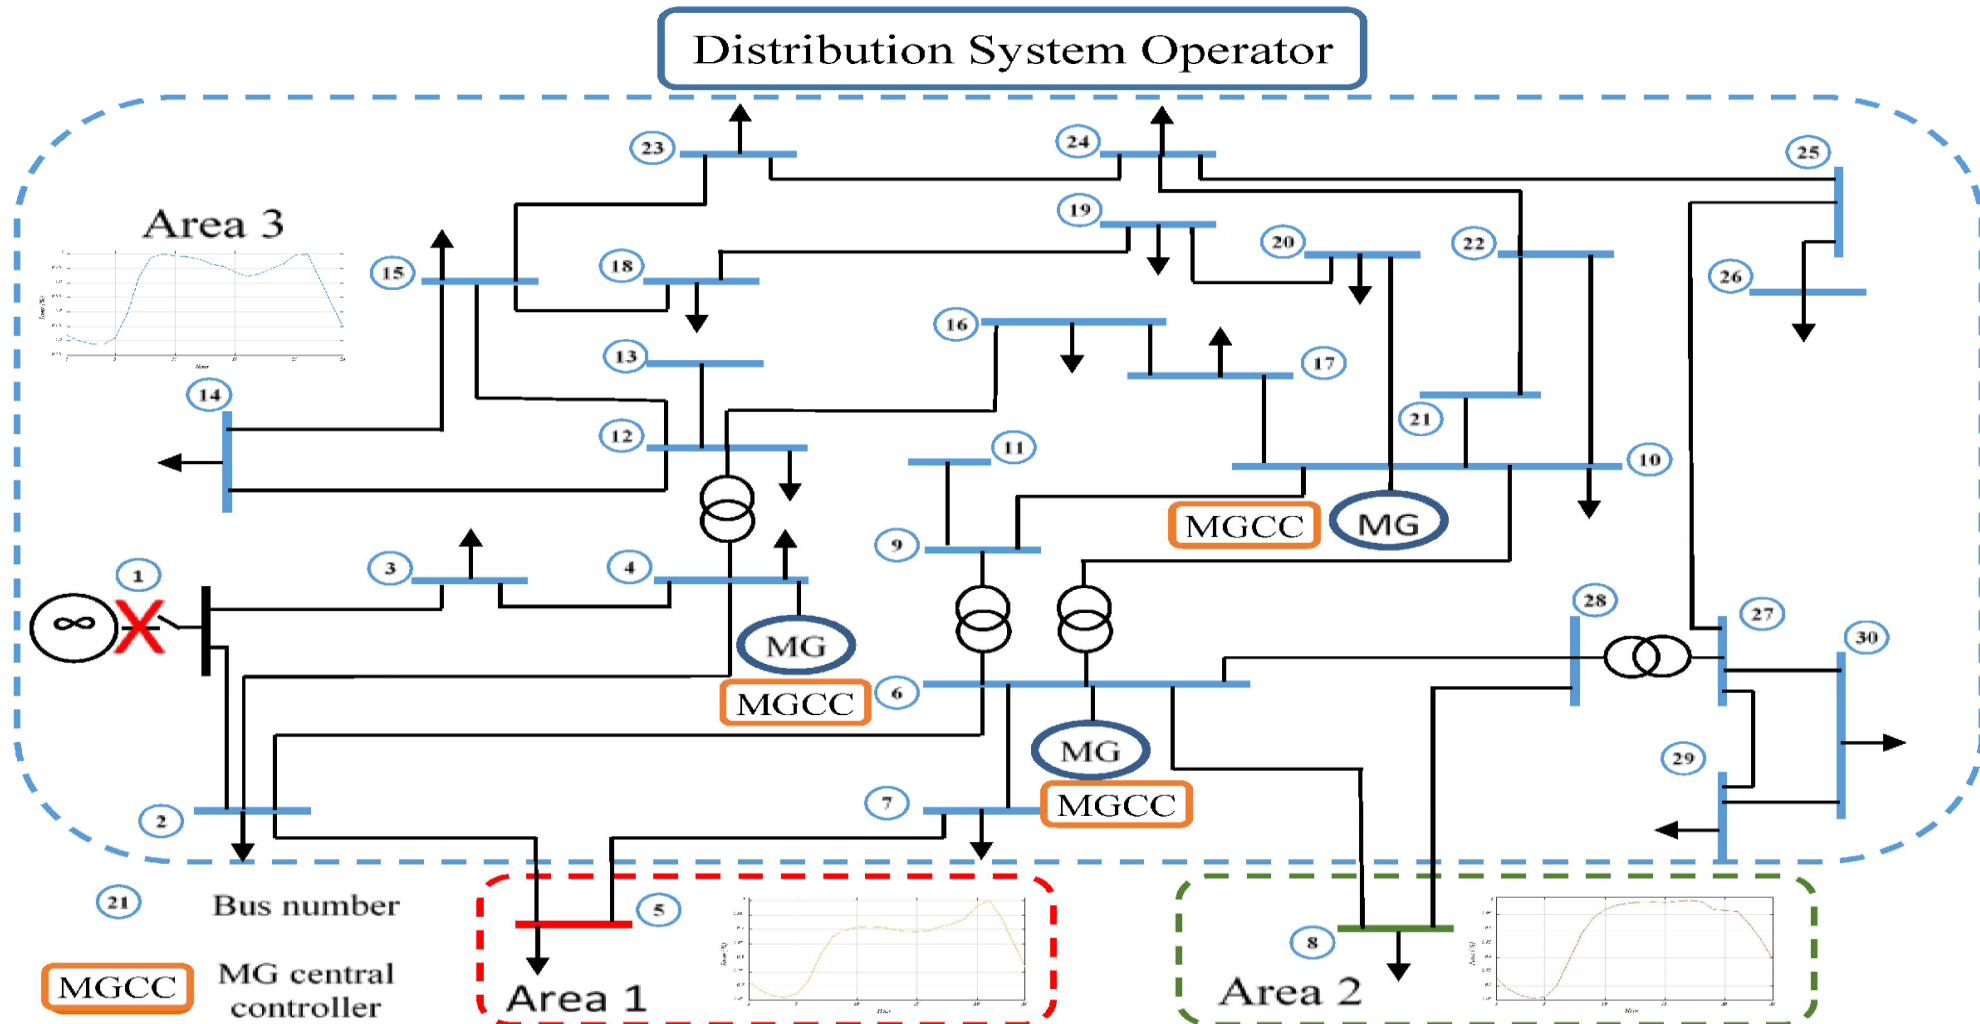 Distribution System Operator
23
24
25
Area 3
19
20
22
15
18
26
16
13
17
14
12
11
21
10
MGCC
MG
9
3
4
1
∞
28
27
30
MG
MGCC
6
MG
29
MGCC
7
2
21
Bus number
5
8
MGCC
MG central
controller
Area 1
Area 2